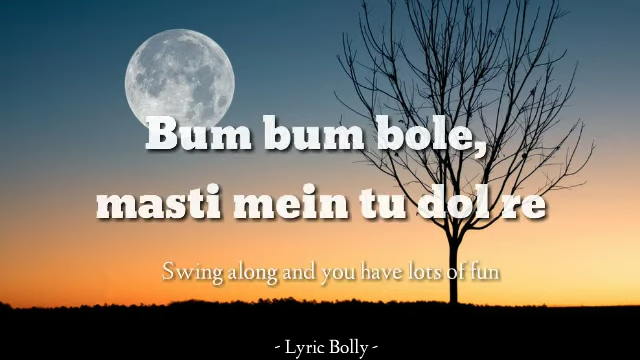 Bum bum bole,
masti mein tu dol re
Swing along and you have lots of fun
- Lyric Bolly -